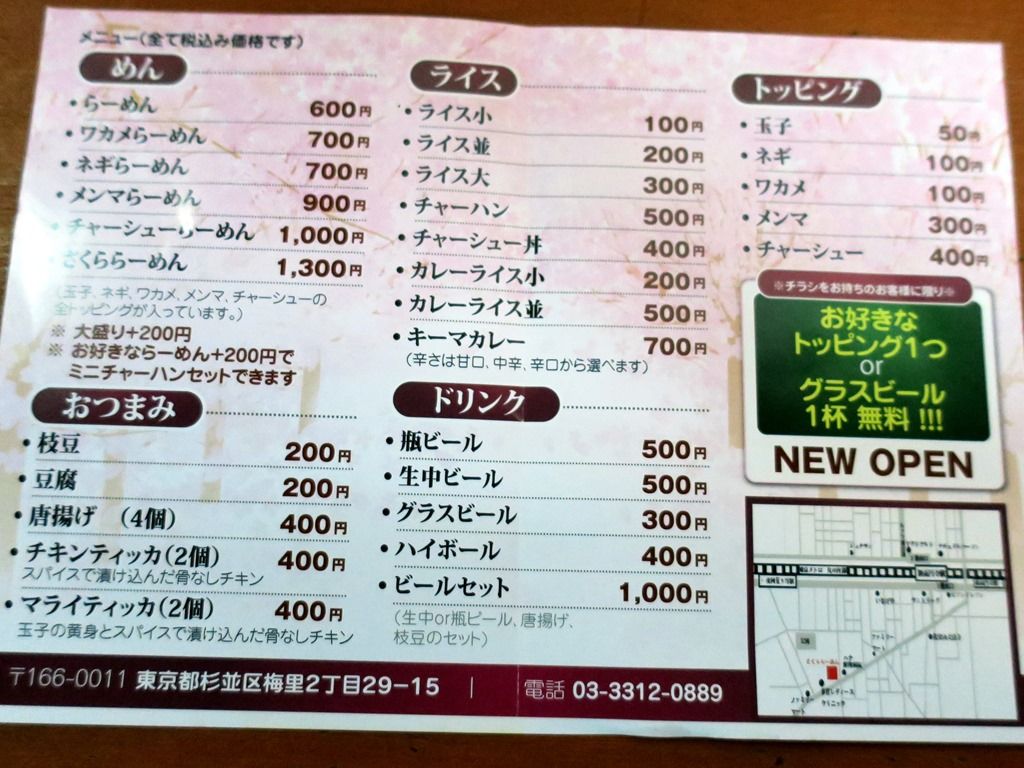 メニュー(全て税込み価格です)
めん
・らーめん 600円
・ワカメらーめん 700円
・ネギらーめん 700円
・メンマらーめん 900円
・チャーシューらーめん 1,000円
・さくららーめん 1,300円
(玉子、ネギ、ワカメ、メンマ、チャーシューの
全トッピングが入っています。)
※ 大盛り+200円
※ お好きならーめん+200円で
ミニチャーハンセットできます
おつまみ
・枝豆 200円
・豆腐 200円
・唐揚げ (4個) 400円
・チキンティッカ(2個) 400円
スパイスで漬け込んだ骨なしチキン
・マライティッカ(2個) 400円
玉子の黄身とスパイスで漬け込んだ骨なしチキン
ライス
・ライス小 100円
・ライス並 200円
・ライス大 300円
・チャーハン 500円
・チャーシュー丼 400円
・カレーライス小 200円
・カレーライス並 500円
・キーマカレー 700円
(辛さは甘口、中辛、辛口から選べます)
ドリンク
・瓶ビール 500円
・生中ビール 500円
・グラスビール 300円
・ハイボール 400円
・ビールセット 1,000円
(生中or瓶ビール、唐揚げ、
枝豆のセット)
トッピング
・玉子 50円
・ネギ 100円
・ワカメ 100円
・メンマ 300円
・チャーシュー 400円
※チラシをお持ちのお客様に限り※
お好きな
トッピング1つ
or
グラスビール
1杯 無料 !!!
NEW OPEN
〒166-0011 東京都杉並区梅里2丁目29-15 | 電話 03-3312-0889